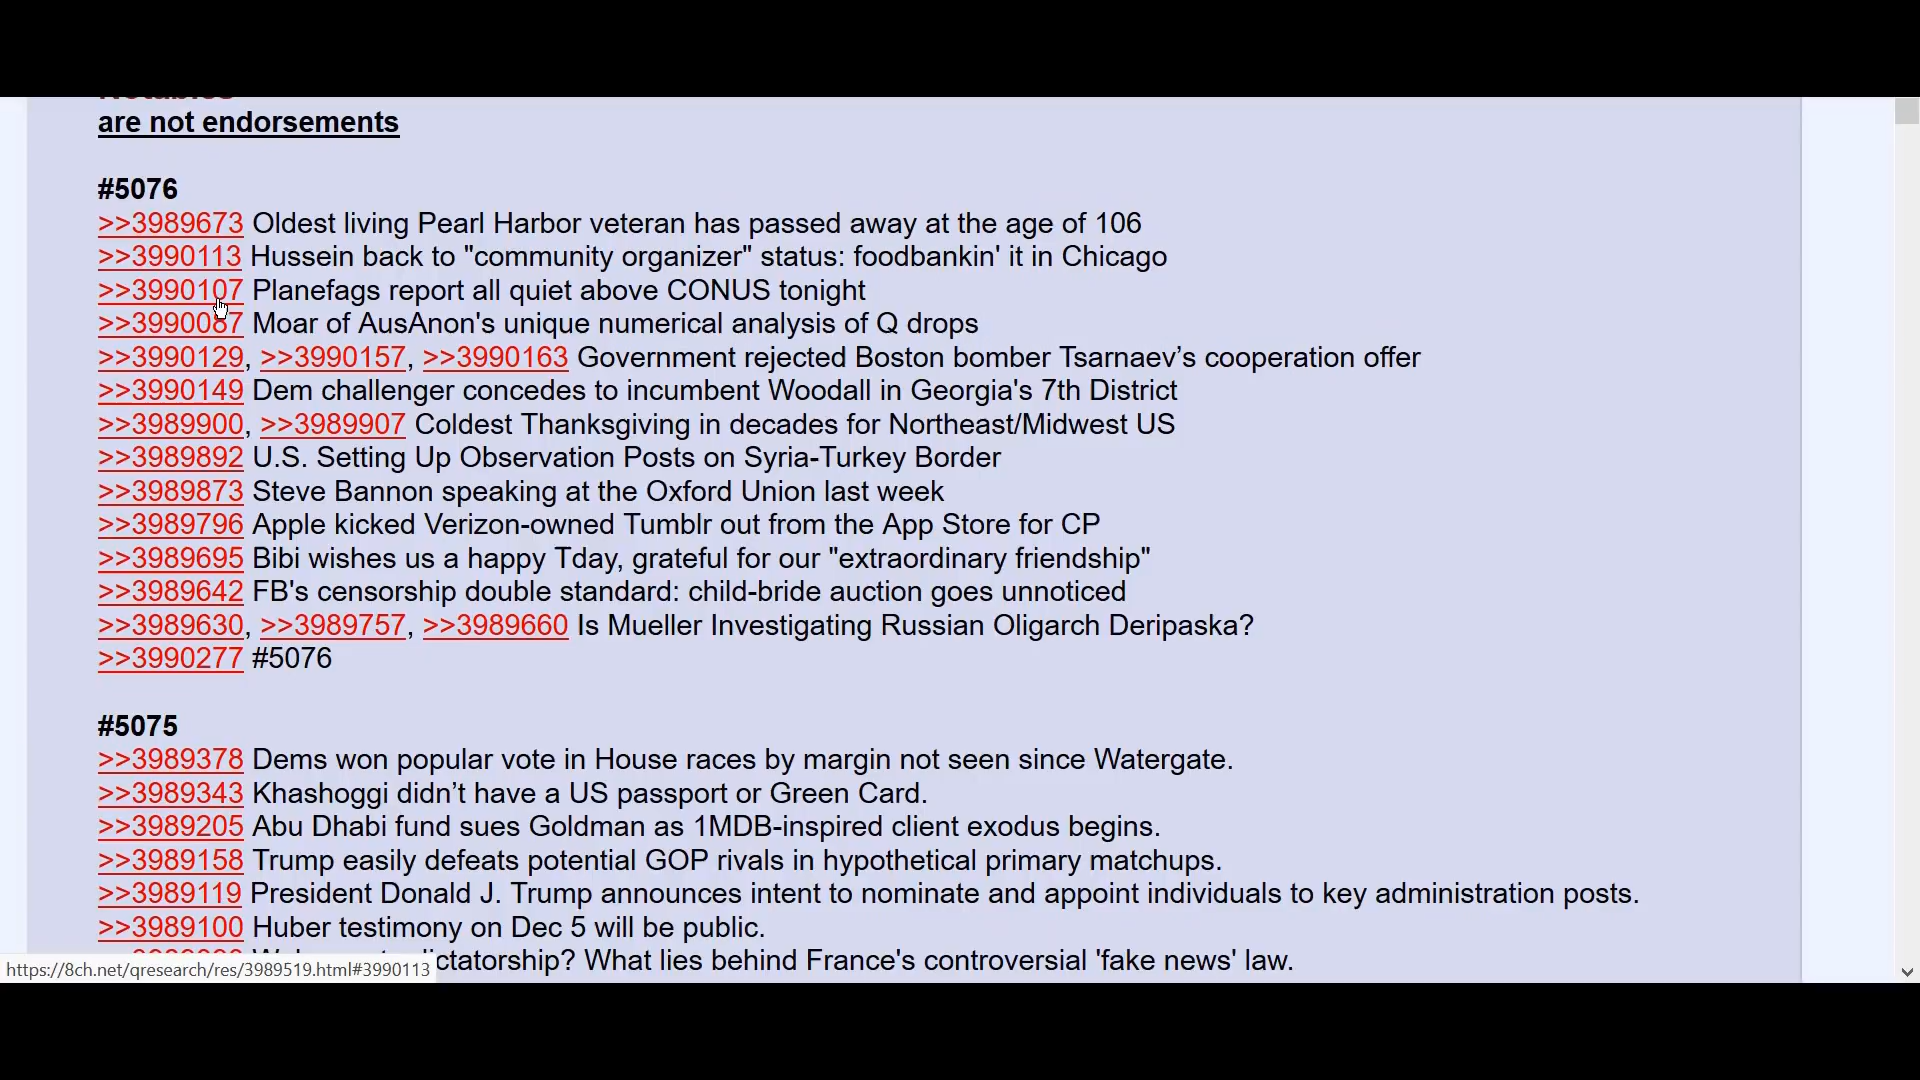 are not endorsements
#5076
>>3989673 Oldest living Pearl Harbor veteran has passed away at the age of 106
>>3990113 Hussein back to "community organizer" status: foodbankin' it in Chicago
>>3990107 Planefags report all quiet above CONUS tonight
>>3990087 Moar of AusAnon's unique numerical analysis of Q drops
>>3990129, >>3990157, >>3990163 Government rejected Boston bomber Tsarnaev’s cooperation offer
>>3990149 Dem challenger concedes to incumbent Woodall in Georgia's 7th District
>>3989900, >>3989907 Coldest Thanksgiving in decades for Northeast/Midwest US
>>3989892 U.S. Setting Up Observation Posts on Syria-Turkey Border
>>3989873 Steve Bannon speaking at the Oxford Union last week
>>3989796 Apple kicked Verizon-owned Tumblr out from the App Store for CP
>>3989695 Bibi wishes us a happy Tday, grateful for our "extraordinary friendship"
>>3989642 FB's censorship double standard: child-bride auction goes unnoticed
>>3989630, >>3989757, >>3989660 Is Mueller Investigating Russian Oligarch Deripaska?
>>3990277 #5076
#5075
>>3989378 Dems won popular vote in House races by margin not seen since Watergate.
>>3989343 Khashoggi didn’t have a US passport or Green Card.
>>3989205 Abu Dhabi fund sues Goldman as 1MDB-inspired client exodus begins.
>>3989158 Trump easily defeats potential GOP rivals in hypothetical primary matchups.
>>3989119 President Donald J. Trump announces intent to nominate and appoint individuals to key administration posts.
>>3989100 Huber testimony on Dec 5 will be public.
What lies behind France's controversial 'fake news' law.
https://8ch.net/qresearch/res/3989519.html#3990113